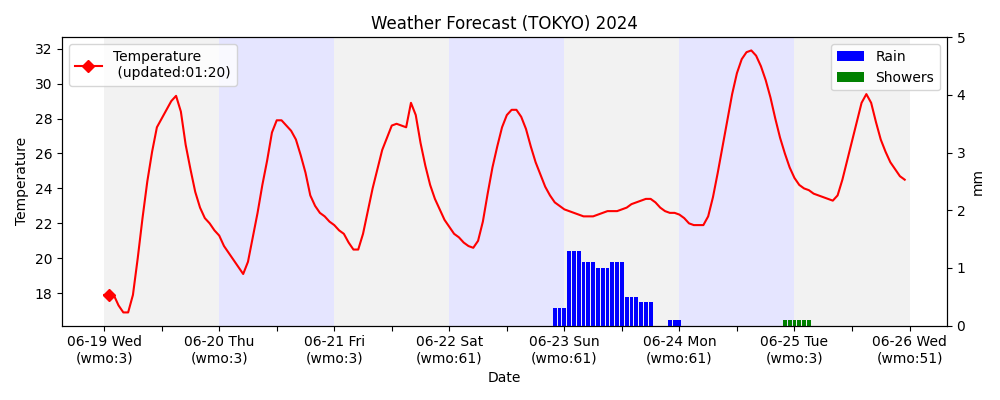 Weather Forecast (TOKYO) 2024
Temperature
(updated:01:20)
Rain
Showers
32
30
28
26
24
22
20
18
Temperature
5
4
3
2
1
0
mm
06-19 Wed
(wmo:3)
06-20 Thu
(wmo:3)
06-21 Fri
(wmo:3)
06-22 Sat
(wmo:61)
06-23 Sun
(wmo:61)
06-24 Mon
(wmo:61)
06-25 Tue
(wmo:3)
06-26 Wed
(wmo:51)
Date